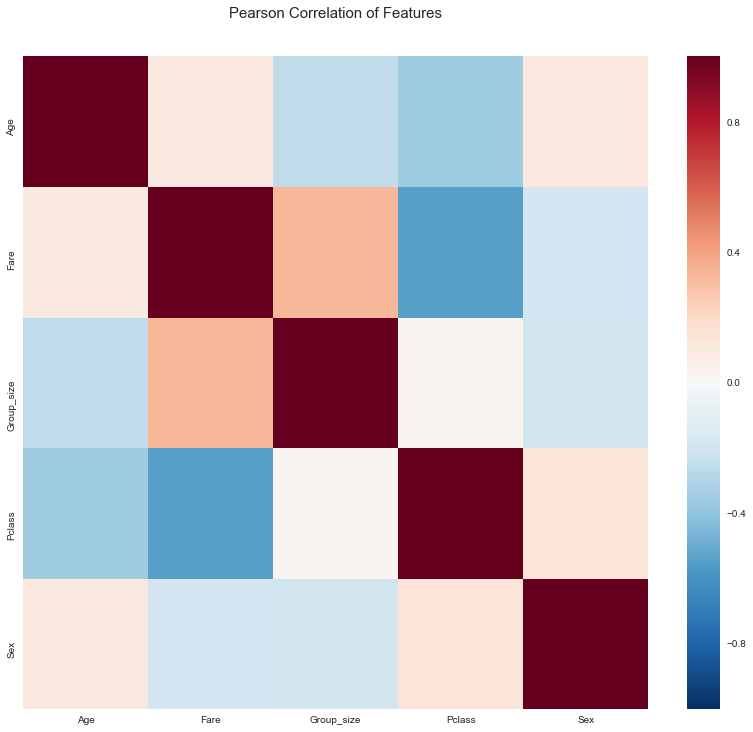 Pearson Correlation of Features
Age
Fare
Group_size
Pclass
Sex
Age
Fare
Group_size
Pclass
Sex
0.8
0.4
0.0
−0.4
−0.8